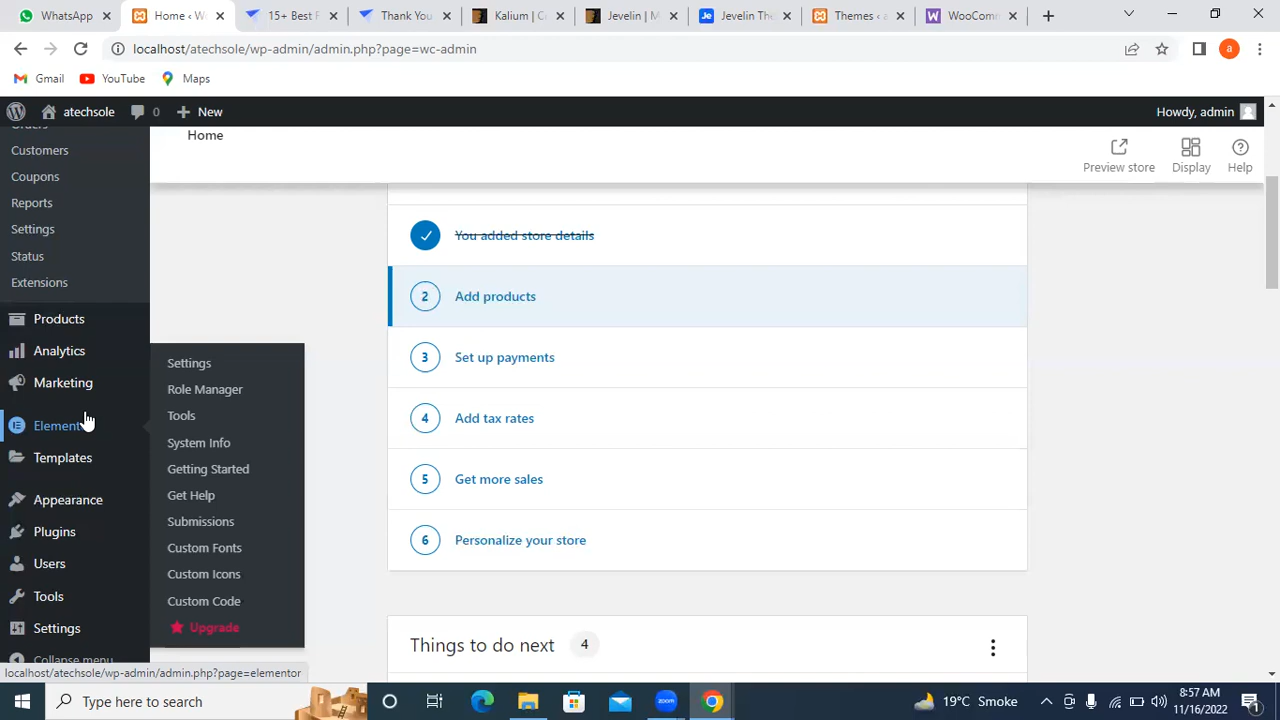 WhatsApp
Home ‹ W
15+ Best F
Thank You
Kalium | C
Jevelin | M
Jevelin The
Themes ‹ a
WooComm
localhost/atechsole/wp-admin/admin.php?page=wc-admin
a
Gmail
YouTube
Maps
atechsole
0
New
Howdy, admin
Orders
Customers
Coupons
Reports
Settings
Status
Extensions
Products
Analytics
Marketing
Element
Templates
Appearance
Plugins
Users
Tools
Settings
Collapse menu
Settings
Role Manager
Tools
System Info
Getting Started
Get Help
Submissions
Custom Fonts
Custom Icons
Custom Code
Upgrade
Home
Preview store
Display
Help
You added store details
2 Add products
3 Set up payments
4 Add tax rates
5 Get more sales
6 Personalize your store
Things to do next 4
localhost/atechsole/wp-admin/admin.php?page=elementor
Type here to search
19°C Smoke
8:57 AM
11/16/2022
1